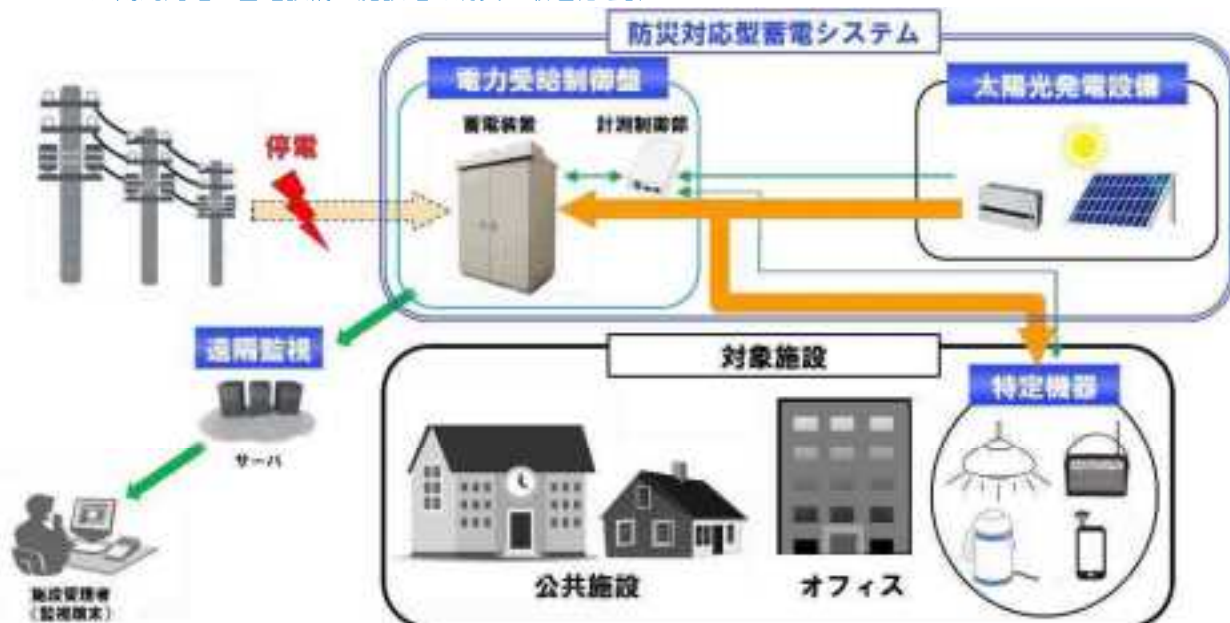 防災対応型蓄電システム
電力受給制御盤
太陽光発電設備
蓄電装置
計測制御部
停電
遠隔監視
対象施設
特定機器
サーバ
公共施設
オフィス
施設管理者
（監視端末）